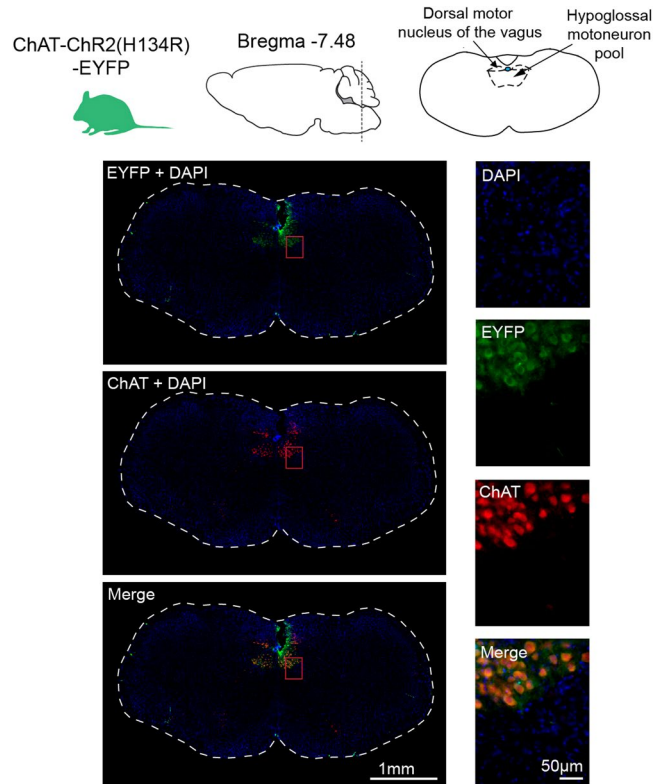 ChAT-ChR2(H134R)
-EYFP
Bregma -7.48
Dorsal motor
nucleus of the vagus
Hypoglossal
motoneuron
pool
EYFP + DAPI
ChAT + DAPI
Merge
1mm
DAPI
EYFP
ChAT
Merge
50µm